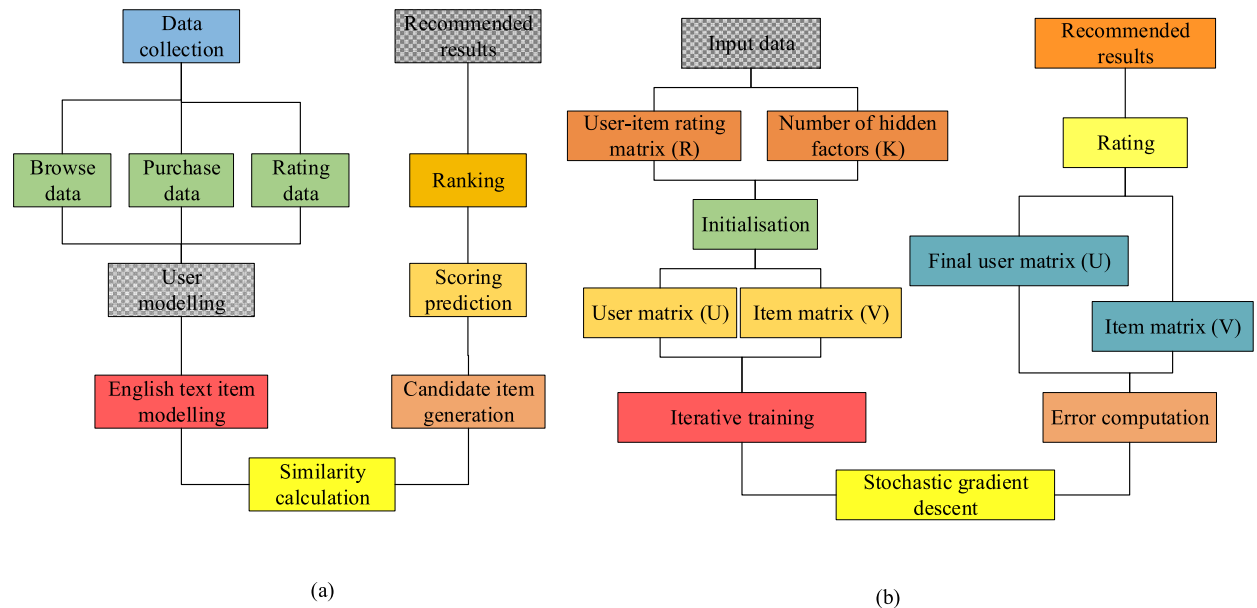 Data
collection
Recommended
results
Browse
data
Purchase
data
Rating
data
Ranking
User
modelling
Scoring
prediction
English text item
modelling
Candidate item
generation
Similarity
calculation
(a)
Input data
Recommended
results
User-item rating
matrix (R)
Number of hidden
factors (K)
Rating
Initialisation
Final user matrix (U)
User matrix (U)
Item matrix (V)
Item matrix (V)
Iterative training
Error computation
Stochastic gradient
descent
(b)